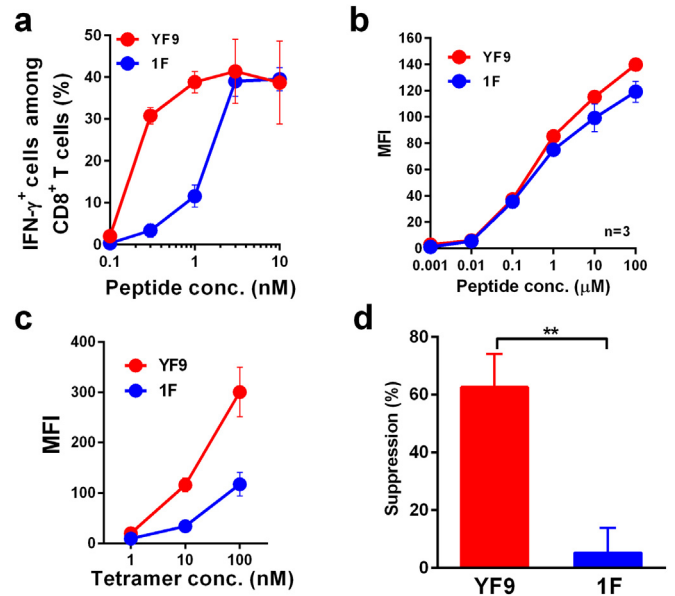 a
YF9
1F
IFN-γ+ cells among
CD8+ T cells (%)
50
40
30
20
10
0
0.1
1
10
Peptide conc. (nM)
b
YF9
1F
MFI
160
140
120
100
80
60
40
20
0
n=3
0.001
0.01
0.1
1
10
100
Peptide conc. (μM)
c
YF9
1F
MFI
400
300
200
100
0
1
10
100
Tetramer conc. (nM)
d
**
Suppression (%)
80
60
40
20
0
YF9
1F